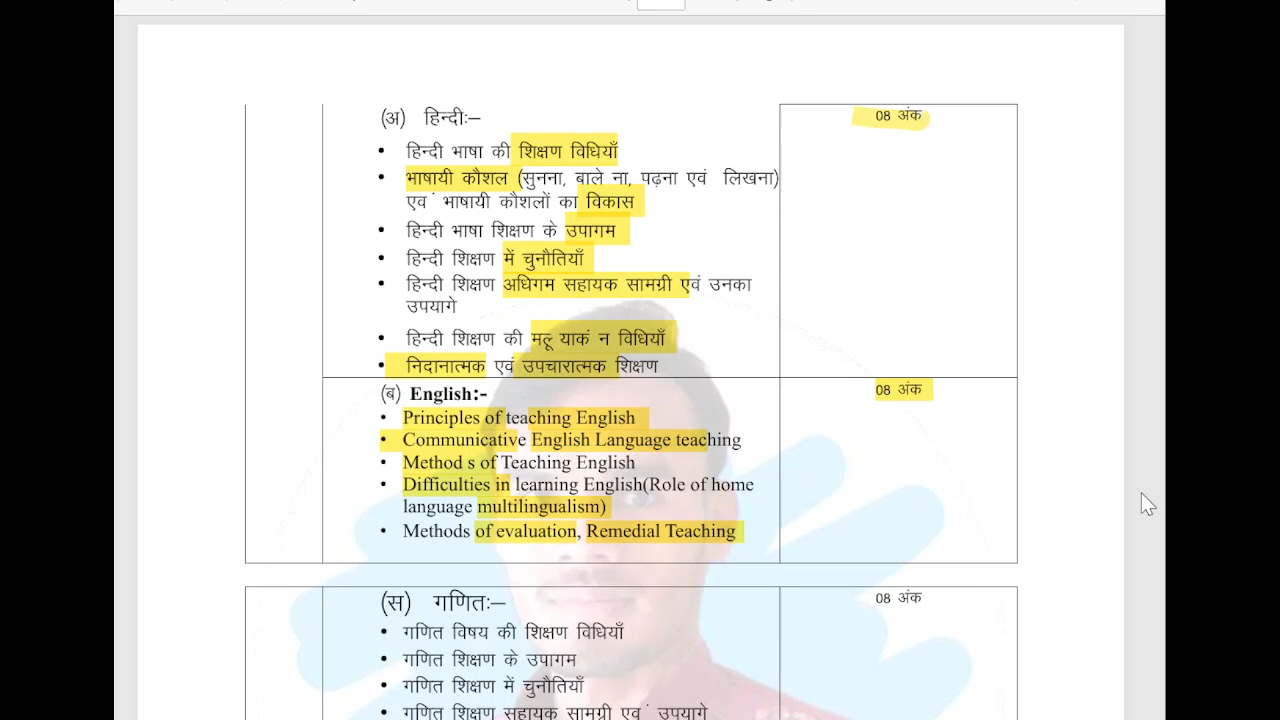 (अ) हिन्दीः–
08 अंक
• हिन्दी भाषा की शिक्षण विधियाँ
• भाषायी कौशल (सुनना, बाले ना, पढ़ना एवं लिखना)
एवं भाषायी कौशलों का विकास
• हिन्दी भाषा शिक्षण के उपागम
• हिन्दी शिक्षण में चुनौतियाँ
• हिन्दी शिक्षण अधिगम सहायक सामग्री एवं उनका
उपयागे
• हिन्दी शिक्षण की मल्ू याकं न विधियाँ
• निदानात्मक एवं उपचारात्मक शिक्षण
(ब) English:-
08 अंक
• Principles of teaching English
• Communicative English Language teaching
• Method s of Teaching English
• Difficulties in learning English(Role of home
language multilingualism)
• Methods of evaluation, Remedial Teaching
(स) गणितः–
08 अंक
• गणित विषय की शिक्षण विधियाँ
• गणित शिक्षण के उपागम
• गणित शिक्षण में चुनौतियाँ
• गणित शिक्षण सहायक सामग्री एवं उपयागे